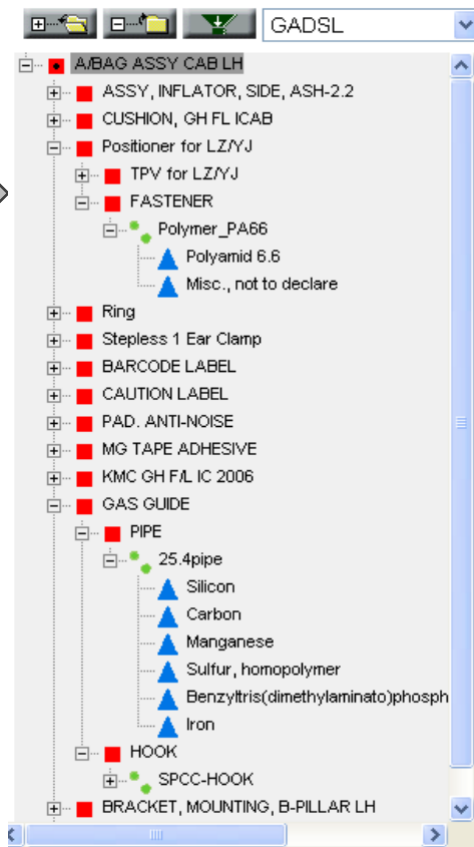 GADSL
A/BAG ASSY CAB LH
ASSY, INFLATOR, SIDE, ASH-2.2
CUSHION, GH FL ICAB
Positioner for LZ/YJ
TPV for LZ/YJ
FASTENER
Polymer_PA66
Polyamid 6.6
Misc., not to declare
Ring
Stepless 1 Ear Clamp
BARCODE LABEL
CAUTION LABEL
PAD. ANTI-NOISE
MG TAPE ADHESIVE
KMC GH F/L IC 2006
GAS GUIDE
PIPE
25.4pipe
Silicon
Carbon
Manganese
Sulfur, homopolymer
Benzyltris(dimethylaminato)phosph
Iron
HOOK
SPCC-HOOK
BRACKET, MOUNTING, B-PILLAR LH